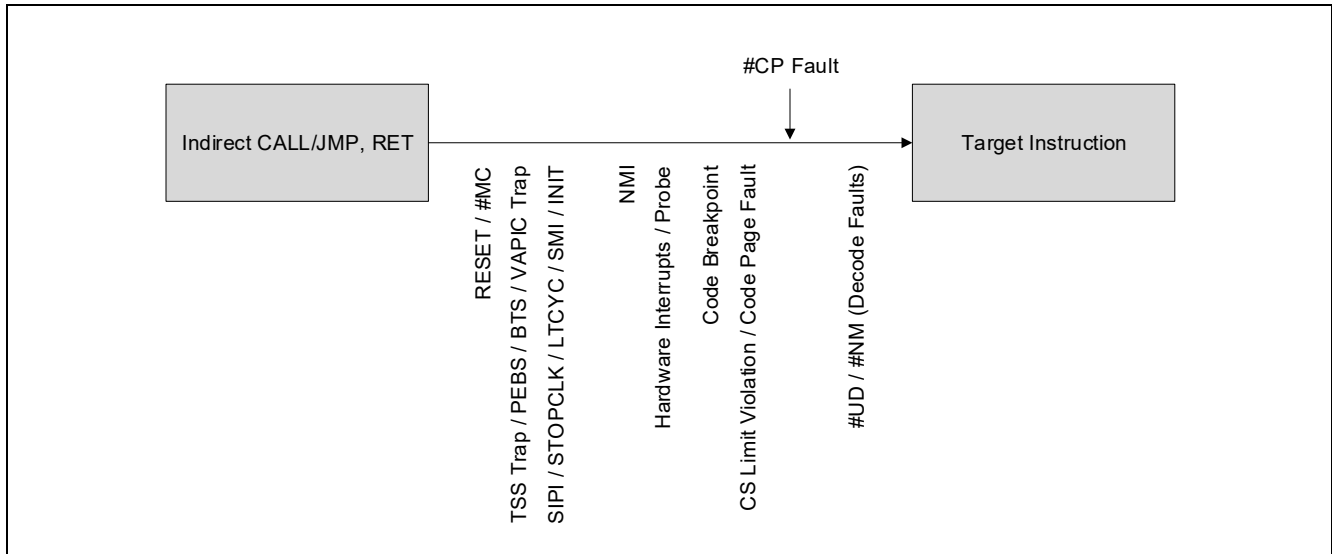 #CP Fault
Indirect CALL/JMP, RET
Target Instruction
RESET / #MC
TSS Trap / PEBS / BTS / VAPIC Trap
SIPI / STOPCLK / LTCYC / SMI / INIT
NMI
Hardware Interrupts / Probe
Code Breakpoint
CS Limit Violation / Code Page Fault
#UD / #NM (Decode Faults)